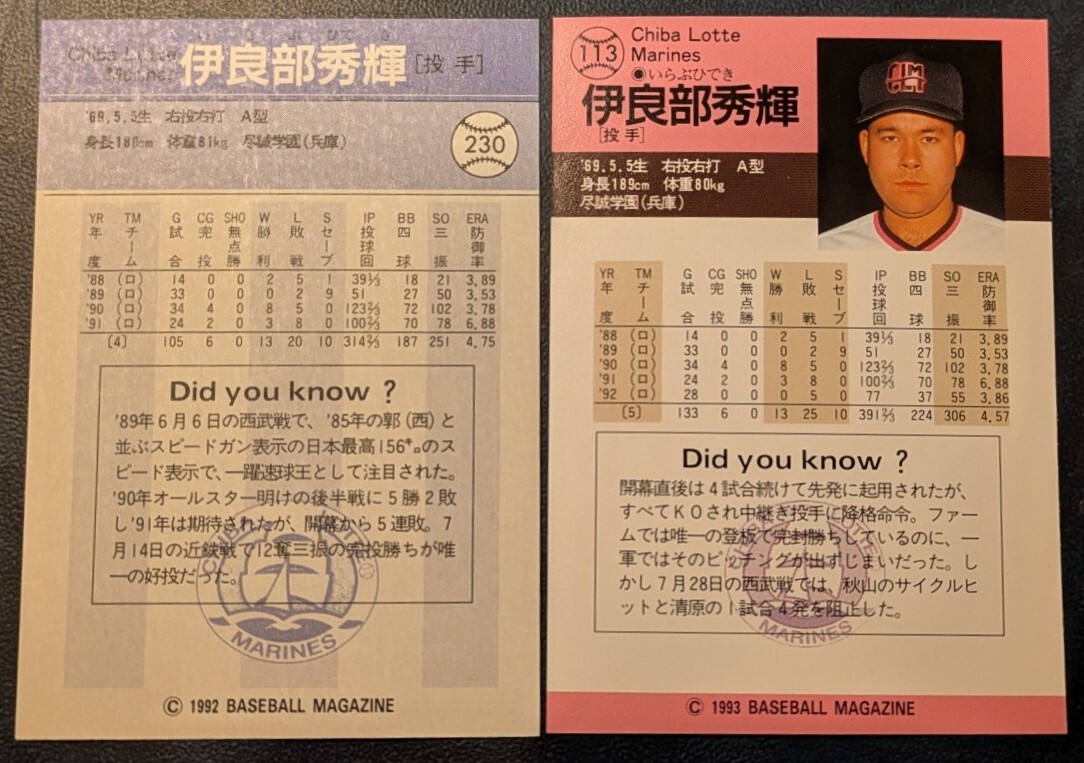 Chiba Lotte
Marines
いらぶひでき
伊良部秀輝 [投手]
'69.5.5生 右投右打 A型
身長189cm 体重81kg 尽誠学園(兵庫)
230
YR TM G CG SHO W L S IP BB SO ERA
年度 チーム 試合 完投 無点勝 勝利 敗戦 セーブ 投球回 四球 三振 防御率
'88 (ロ) 14 0 0 2 5 1 39⅓ 18 21 3.89
'89 (ロ) 33 0 0 0 2 9 51 27 50 3.53
'90 (ロ) 34 4 0 8 5 0 123⅔ 72 102 3.78
'91 (ロ) 24 2 0 3 8 0 100⅔ 70 78 6.88
〔4〕 105 6 0 13 20 10 314⅔ 187 251 4.75
Did you know ?
'89年6月6日の西武戦で、'85年の郭(西)と
並ぶスピードガン表示の日本最高156㌔のス
ピード表示で、一躍速球王として注目された。
'90年オールスター明けの後半戦に5勝2敗
し'91年は期待されたが、開幕から5連敗。7
月14日の近鉄戦で12奪三振の完投勝ちが唯
一の好投だった。
CHIBA LOTTE
MARINES
© 1992 BASEBALL MAGAZINE
113
Chiba Lotte
Marines
●いらぶひでき
伊良部秀輝
[投手]
'69.5.5生 右投右打 A型
身長189cm 体重80kg
尽誠学園(兵庫)
YR TM G CG SHO W L S IP BB SO ERA
年度 チーム 試合 完投 無点勝 勝利 敗戦 セーブ 投球回 四球 三振 防御率
'88 (ロ) 14 0 0 2 5 1 39⅓ 18 21 3.89
'89 (ロ) 33 0 0 0 2 9 51 27 50 3.53
'90 (ロ) 34 4 0 8 5 0 123⅔ 72 102 3.78
'91 (ロ) 24 2 0 3 8 0 100⅔ 70 78 6.88
'92 (ロ) 28 0 0 0 5 0 77 37 55 3.86
〔5〕 133 6 0 13 25 10 391⅔ 224 306 4.57
Did you know ?
開幕直後は4試合続けて先発に起用されたが、
すべてKOされ中継ぎ投手に降格命令。ファー
ムでは唯一の登板で完封勝ちしているのに、一
軍ではそのピッチングが出ずじまいだった。し
かし7月28日の西武戦では、秋山のサイクルヒ
ットと清原の1試合4発を阻止した。
CHIBA LOTTE
MARINES
© 1993 BASEBALL MAGAZINE